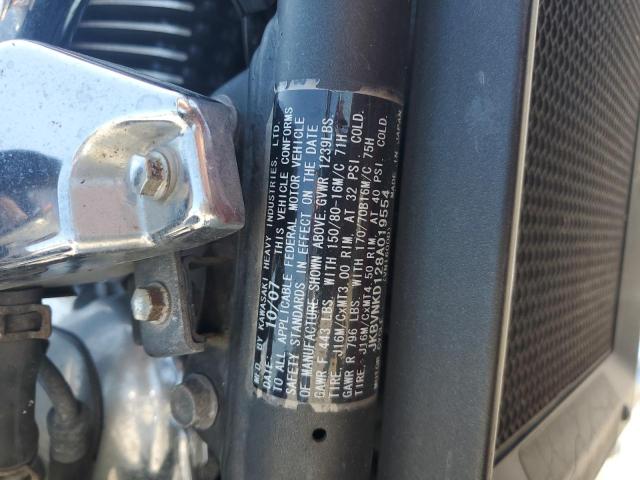 M'D. BY KAWASAKI HEAVY INDUSTRIES, LTD.
DATE: 10/07 THIS VEHICLE CONFORMS
TO ALL APPLICABLE FEDERAL MOTOR VEHICLE
SAFETY STANDARDS IN EFFECT ON THE DATE
OF MANUFACTURE SHOWN ABOVE.GVWR 1239LBS.
GAWR F 443 LBS. WITH 150/80-16M/C 71H
TIRE, J16M/CxMT3.00 RIM, AT 32 PSI. COLD.
GAWR R 796 LBS. WITH 170/70B16M/C 75H
TIRE, J16M/CxMT4.50 RIM, AT 40 PSI. COLD.
JKBVNKD128A019554
MADE IN JAPAN